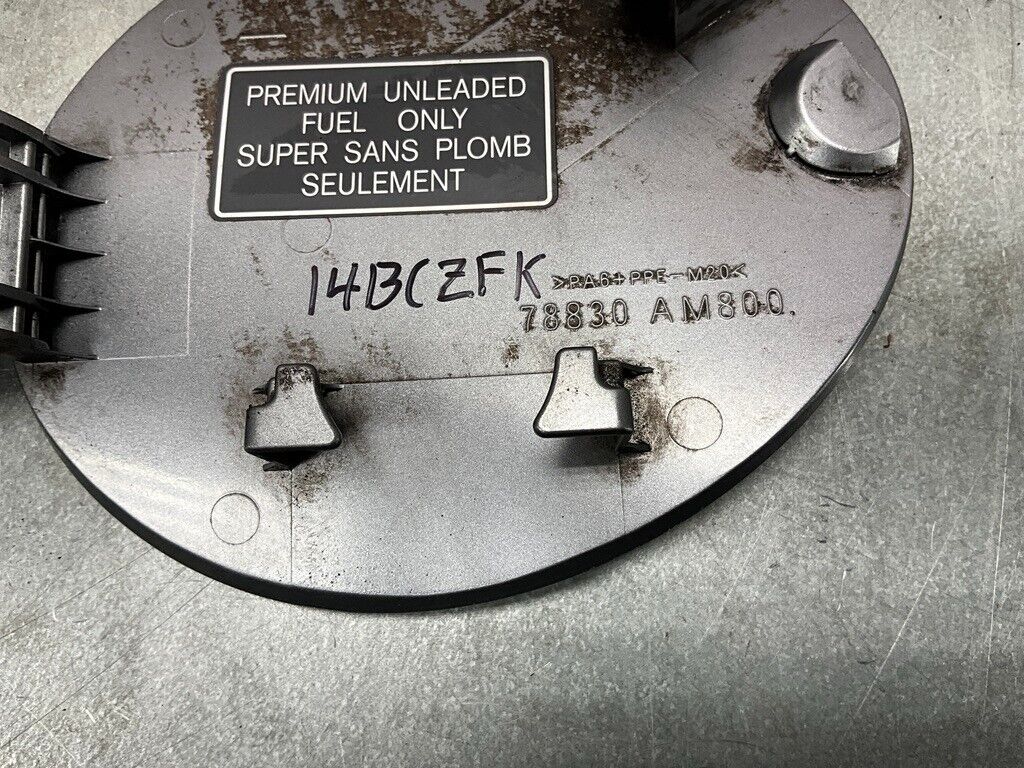 PREMIUM UNLEADED
FUEL ONLY
SUPER SANS PLOMB
SEULEMENT
14BCZFK
>PA6+PPE-M20<
78830 AM800.